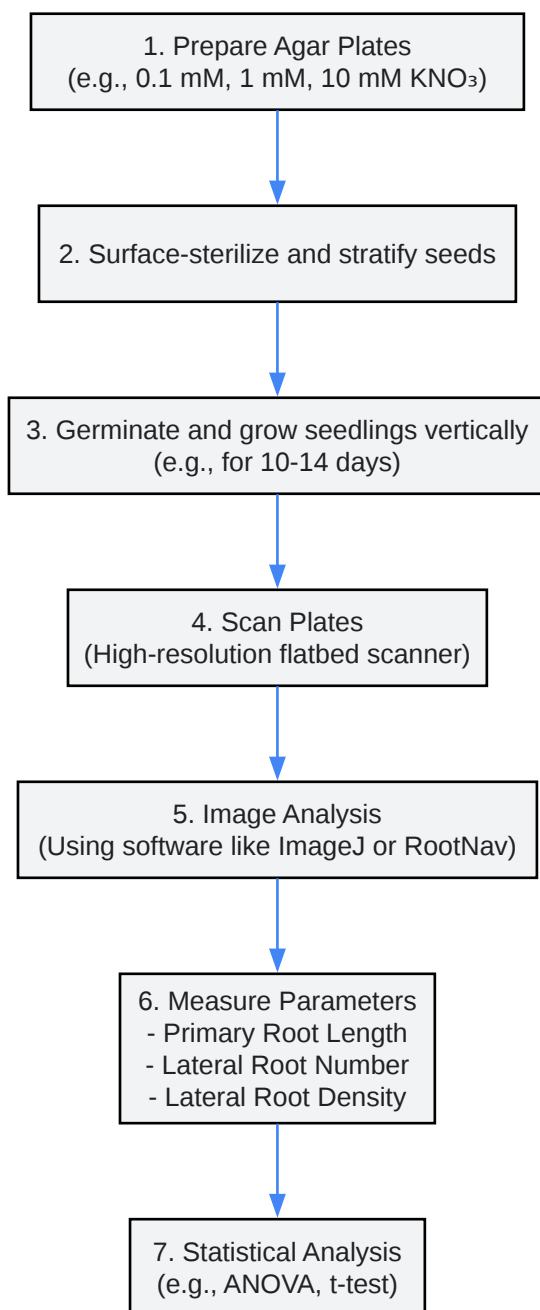 1. Prepare Agar Plates
(e.g., 0.1 mM, 1 mM, 10 mM KNO₃)
2. Surface-sterilize and stratify seeds
3. Germinate and grow seedlings vertically
(e.g., for 10-14 days)
4. Scan Plates
(High-resolution flatbed scanner)
5. Image Analysis
(Using software like ImageJ or RootNav)
6. Measure Parameters
- Primary Root Length
- Lateral Root Number
- Lateral Root Density
7. Statistical Analysis
(e.g., ANOVA, t-test)